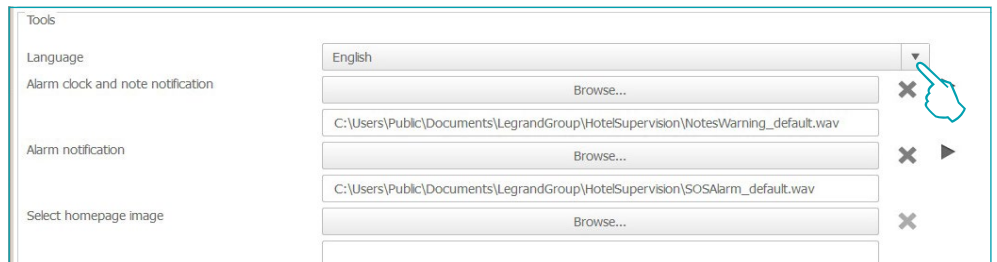 Tools
Language
English
Alarm clock and note notification
Browse...
C:\Users\Public\Documents\LegrandGroup\HotelSupervision\NotesWarning_default.wav
Alarm notification
Browse...
C:\Users\Public\Documents\LegrandGroup\HotelSupervision\SOSAlarm_default.wav
Select homepage image
Browse...